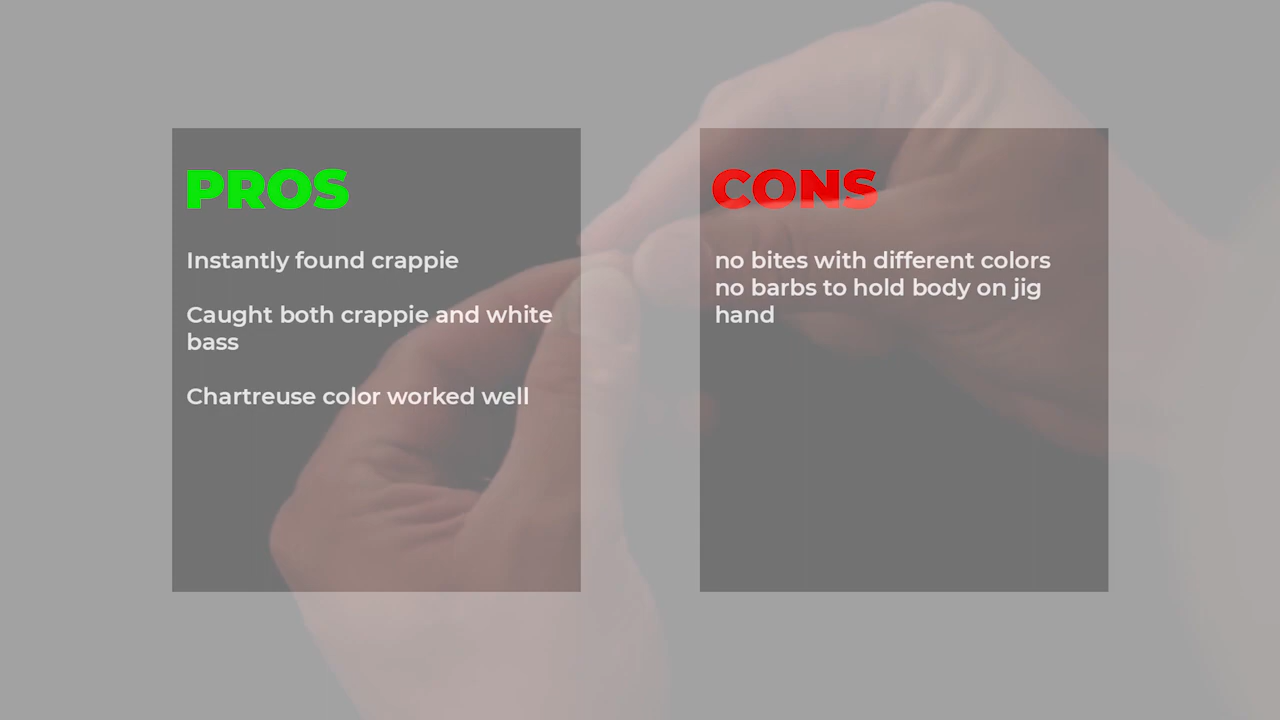 PROS
Instantly found crappie
Caught both crappie and white
bass
Chartreuse color worked well
CONS
no bites with different colors
no barbs to hold body on jig
hand